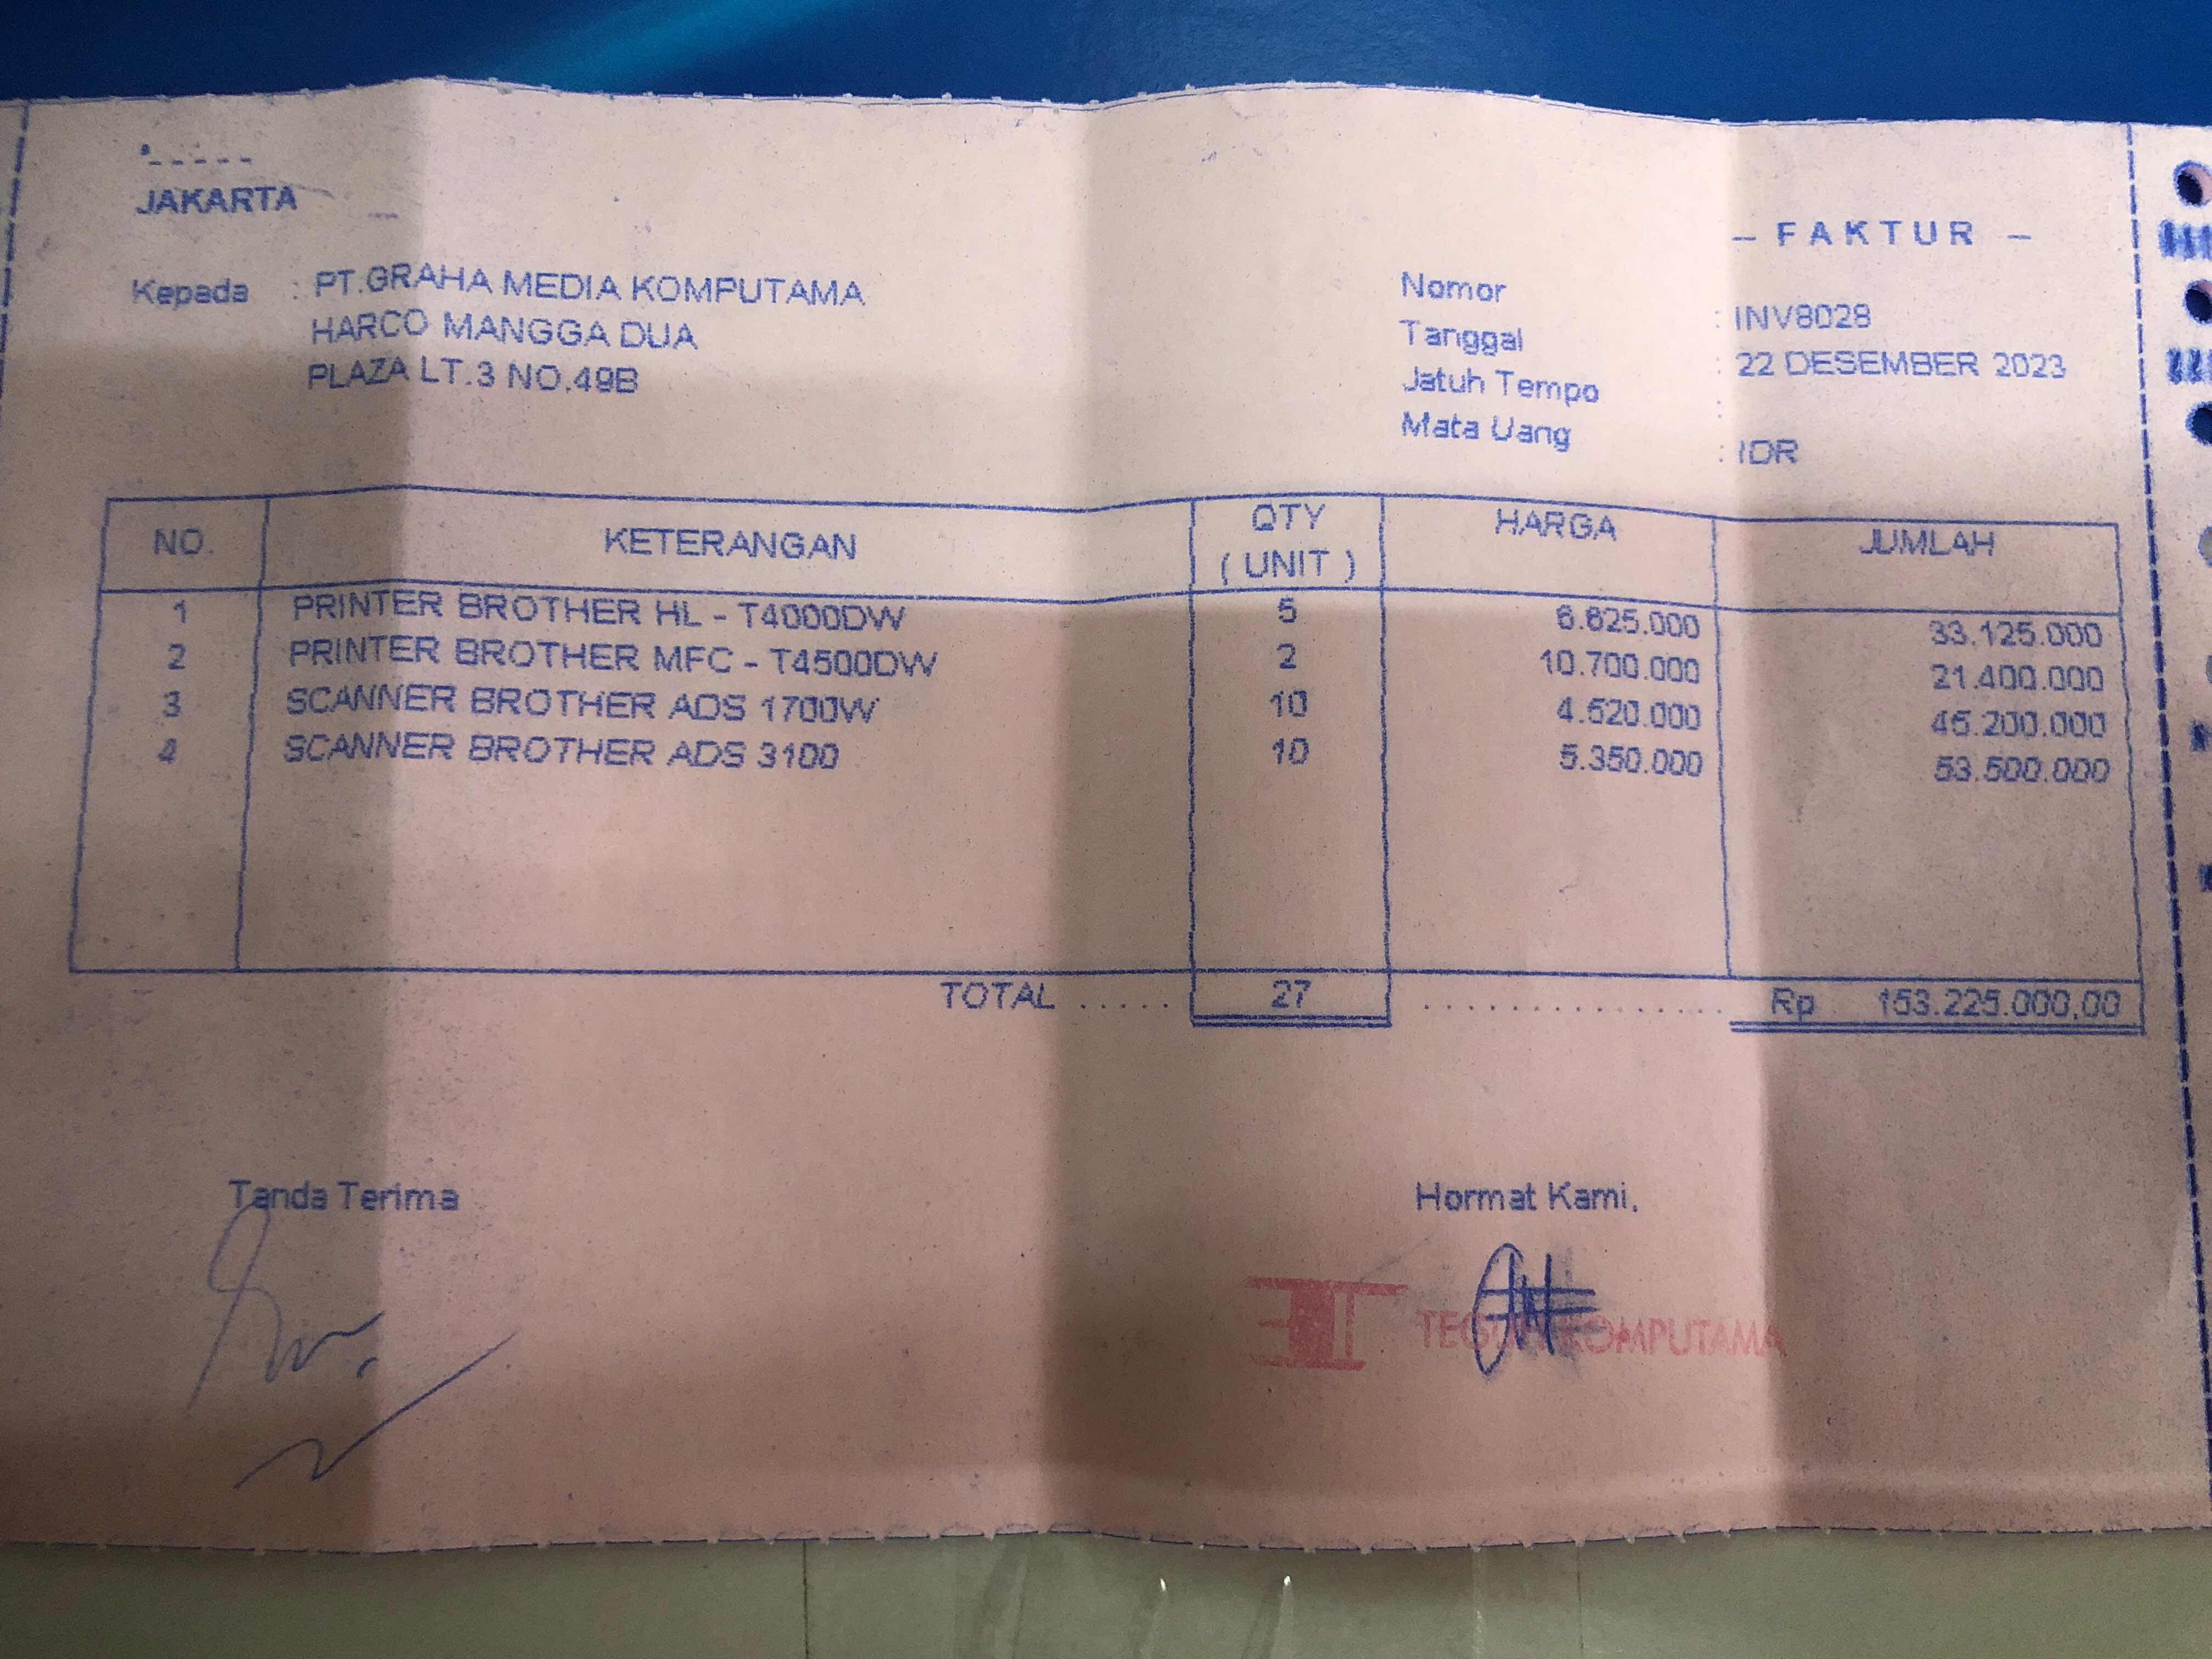 JAKARTA
- FAKTUR -
Kepada : PT.GRAHA MEDIA KOMPUTAMA
HARCO MANGGA DUA
PLAZA LT.3 NO.49B
Nomor : INV8028
Tanggal : 22 DESEMBER 2023
Jatuh Tempo :
Mata Uang : IDR
NO. KETERANGAN QTY ( UNIT ) HARGA JUMLAH
1 PRINTER BROTHER HL - T4000DW 5 6.625.000 33.125.000
2 PRINTER BROTHER MFC - T4500DW 2 10.700.000 21.400.000
3 SCANNER BROTHER ADS 1700W 10 4.520.000 45.200.000
4 SCANNER BROTHER ADS 3100 10 5.350.000 53.500.000
TOTAL ..... 27 ................ Rp 153.225.000,00
Tanda Terima
Hormat Kami,
TEGUH KOMPUTAMA